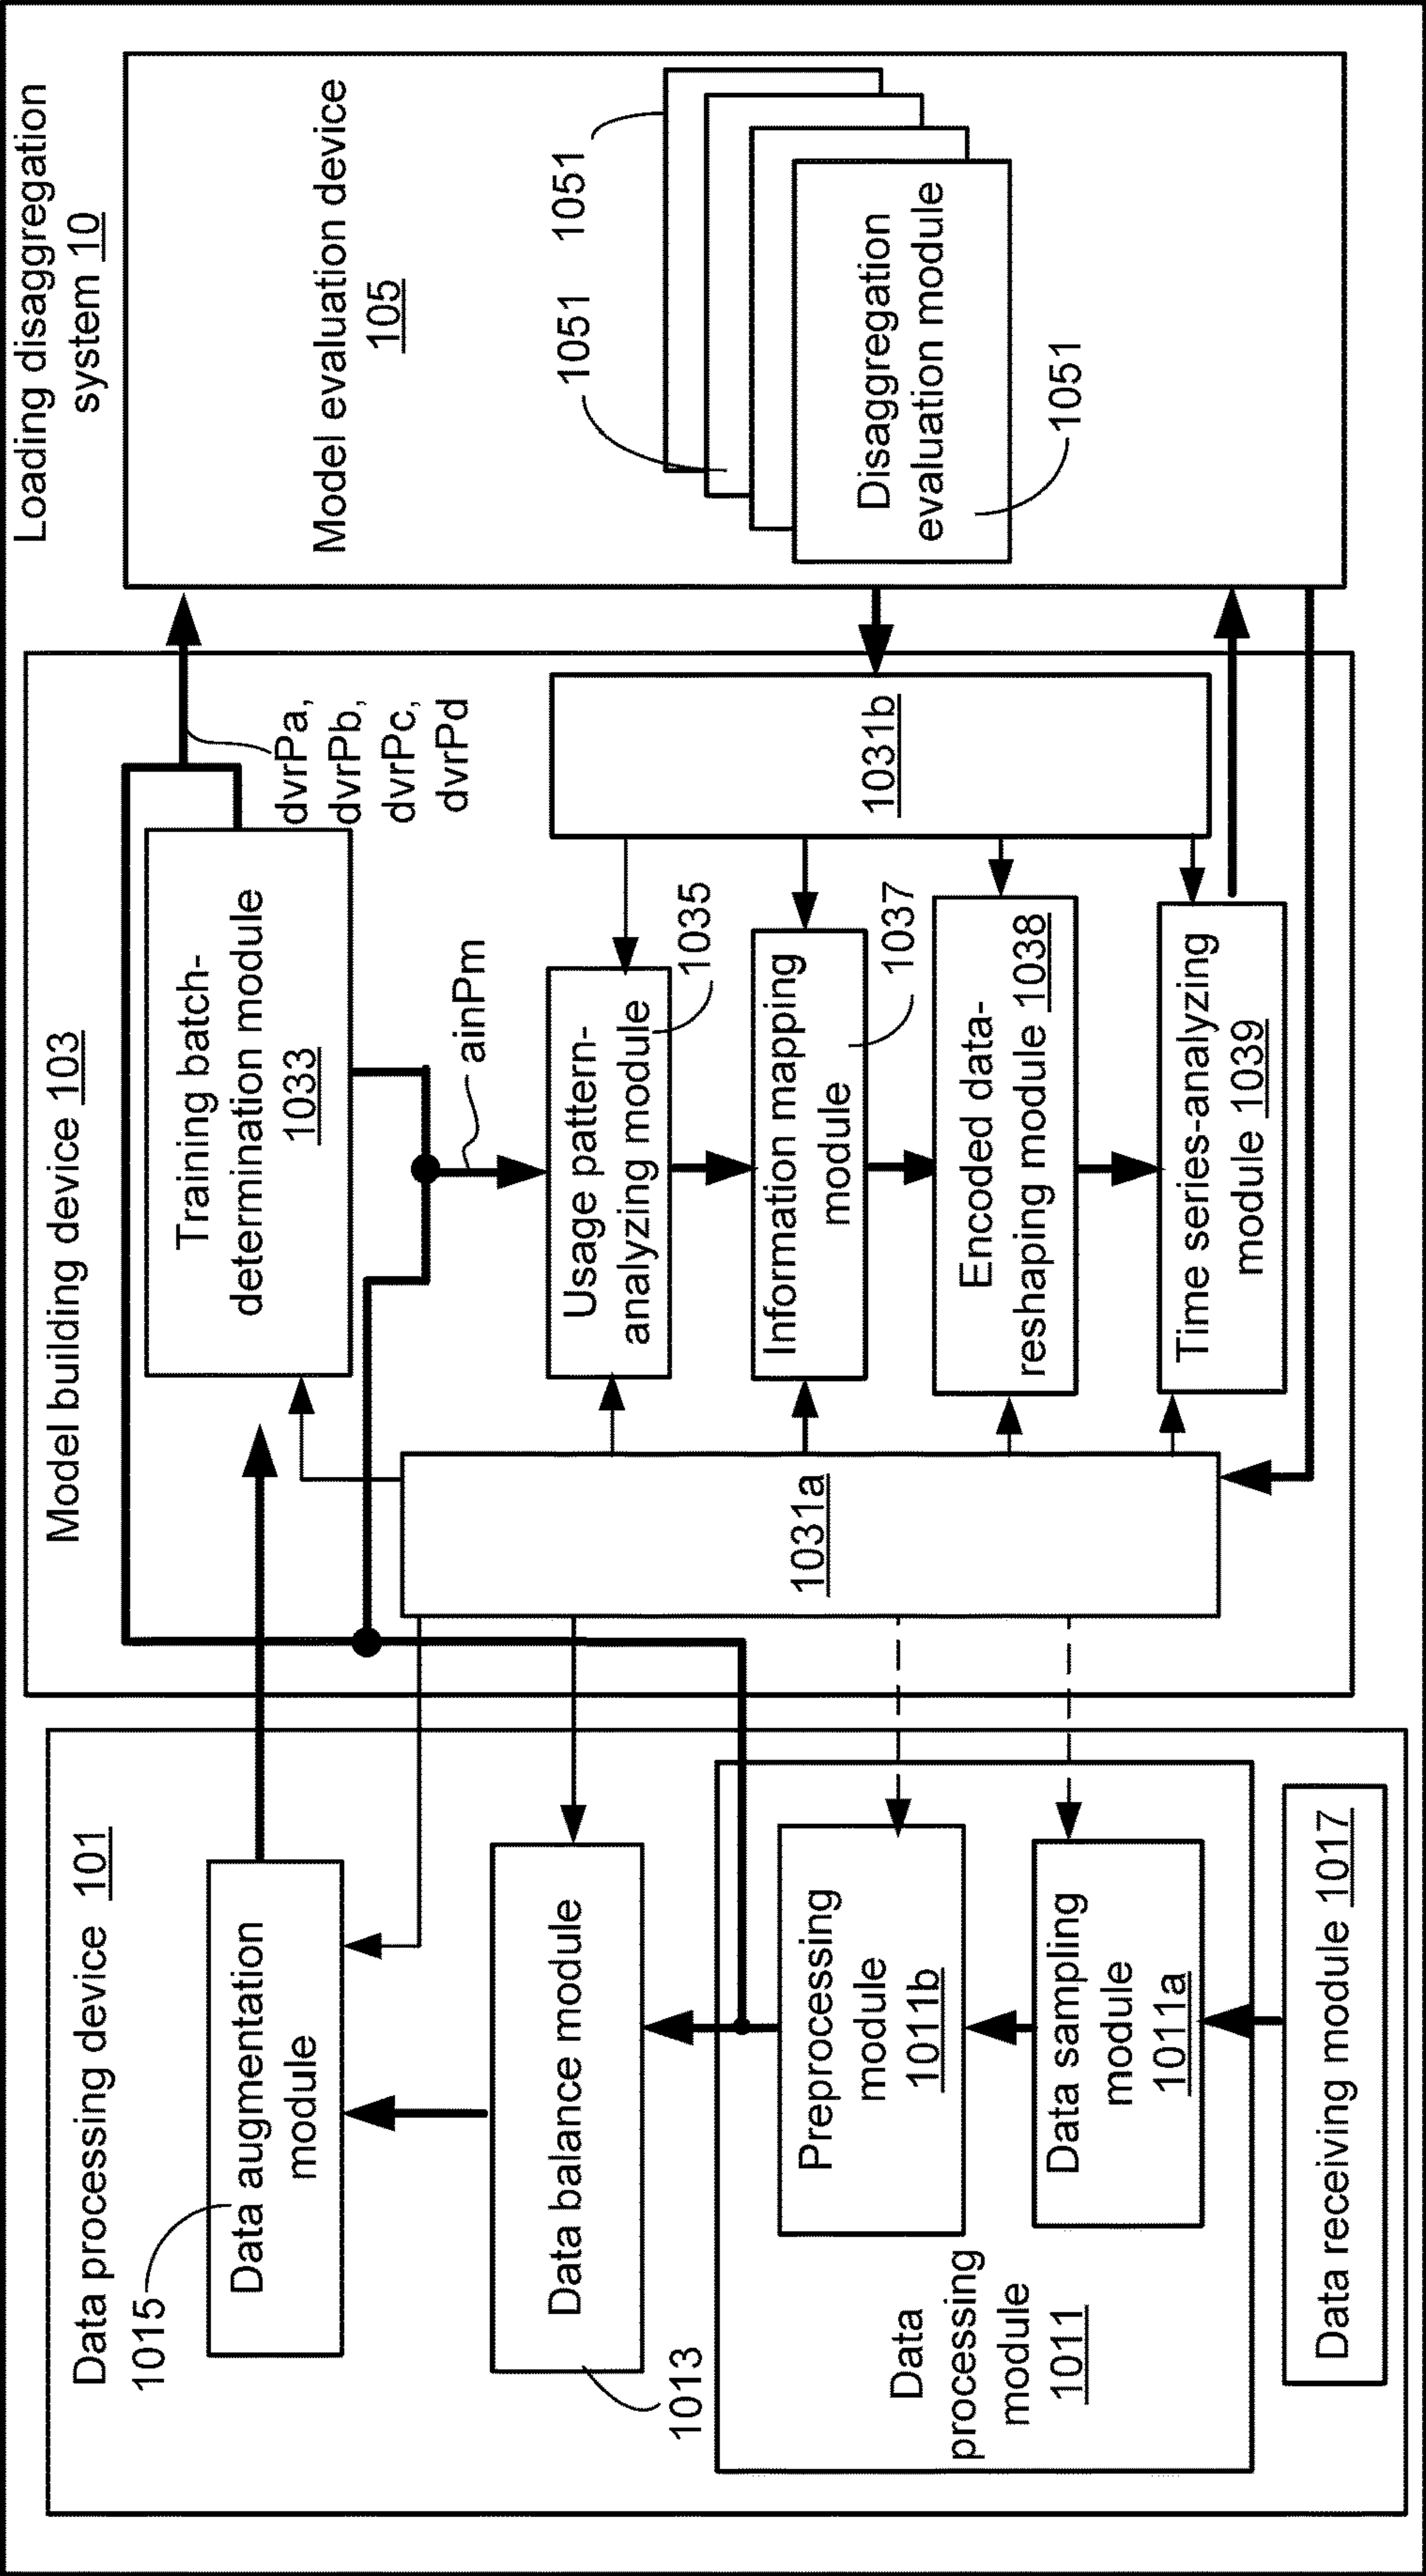 Loading disaggregation
system 10
Data processing device 101
1015
Data augmentation
module
Data balance module
1013
Preprocessing
module
1011b
Data sampling
module
1011a
Data
processing
module
1011
Data receiving module 1017
Model building device 103
Training batch-
determination module
1033
dvrPa,
dvrPb,
dvrPc,
dvrPd
ainPm
1031a
Usage pattern-
analyzing module
1035
Information mapping
module
1037
Encoded data-
reshaping module 1038
Time series-analyzing
module 1039
1031b
Model evaluation device
105
1051
1051
Disaggregation
evaluation module
1051